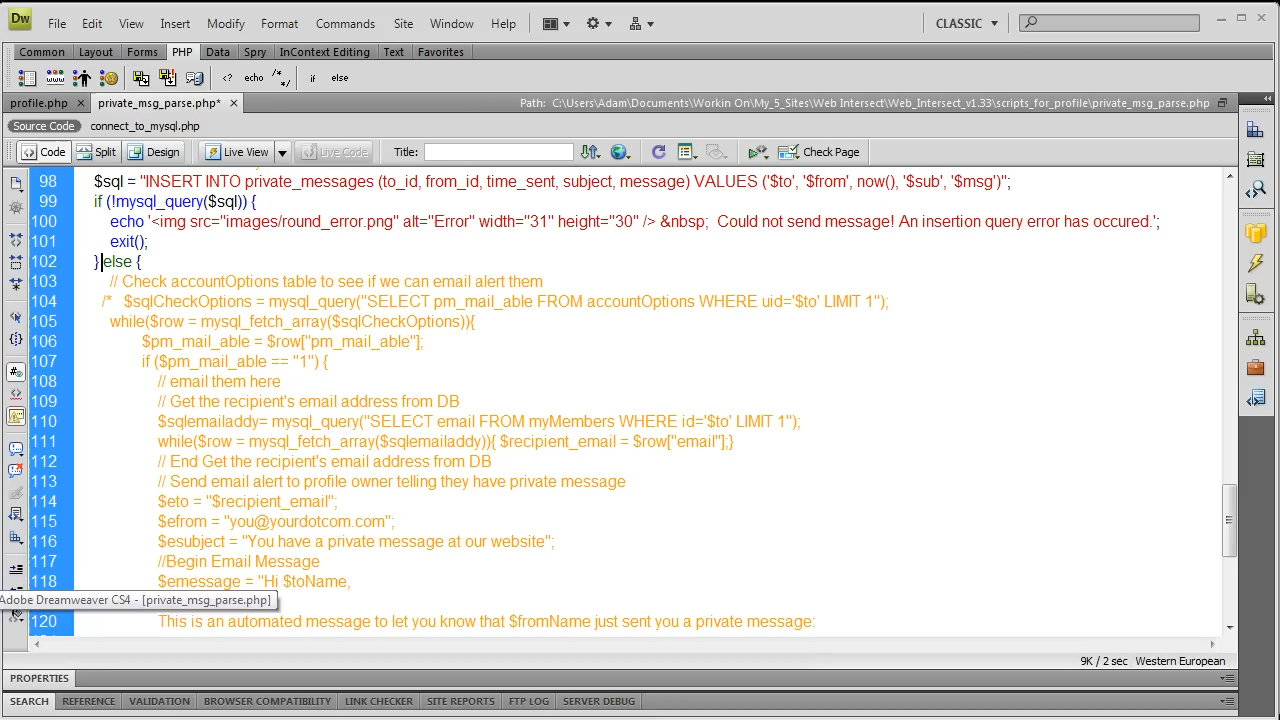 Dw File Edit View Insert Modify Format Commands Site Window Help CLASSIC
Common Layout Forms PHP Data Spry InContext Editing Text Favorites
<? echo /* */ if else
profile.php private_msg_parse.php* Path: C:\Users\Adam\Documents\Workin On\My_5_Sites\Web Intersect\Web_Intersect_v1.33\scripts_for_profile\private_msg_parse.php
Source Code connect_to_mysql.php
Code Split Design Live View Live Code Title: Check Page
98 $sql = "INSERT INTO private_messages (to_id, from_id, time_sent, subject, message) VALUES ('$to', '$from', now(), '$sub', '$msg')";
99 if (!mysql_query($sql)) {
100 echo '<img src="images/round_error.png" alt="Error" width="31" height="30" /> &nbsp; Could not send message! An insertion query error has occured.';
101 exit();
102 } else {
103 // Check accountOptions table to see if we can email alert them
104 /* $sqlCheckOptions = mysql_query("SELECT pm_mail_able FROM accountOptions WHERE uid='$to' LIMIT 1");
105 while($row = mysql_fetch_array($sqlCheckOptions)){
106 $pm_mail_able = $row["pm_mail_able"];
107 if ($pm_mail_able == "1") {
108 // email them here
109 // Get the recipient's email address from DB
110 $sqlemailaddy= mysql_query("SELECT email FROM myMembers WHERE id='$to' LIMIT 1");
111 while($row = mysql_fetch_array($sqlemailaddy)){ $recipient_email = $row["email"];}
112 // End Get the recipient's email address from DB
113 // Send email alert to profile owner telling they have private message
114 $eto = "$recipient_email";
115 $efrom = "you@yourdotcom.com";
116 $esubject = "You have a private message at our website";
117 //Begin Email Message
118 $emessage = "Hi $toName,
Adobe Dreamweaver CS4 - [private_msg_parse.php]
120 This is an automated message to let you know that $fromName just sent you a private message:
9K / 2 sec Western European
PROPERTIES
SEARCH REFERENCE VALIDATION BROWSER COMPATIBILITY LINK CHECKER SITE REPORTS FTP LOG SERVER DEBUG